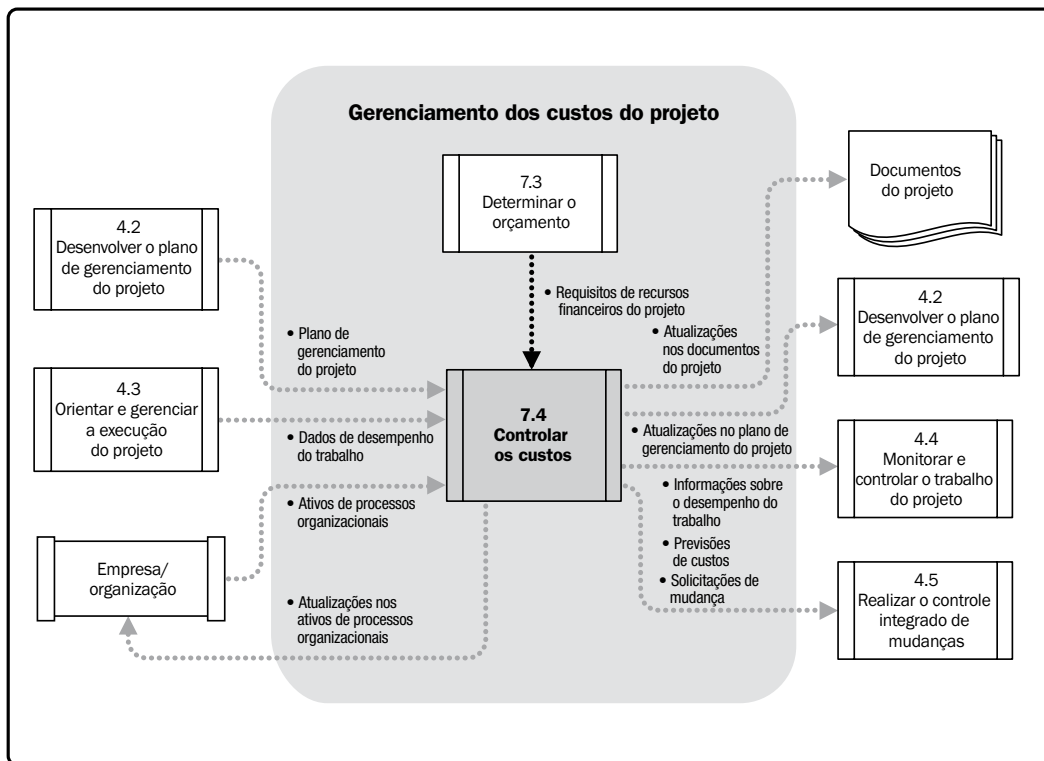 Gerenciamento dos custos do projeto
7.3
Determinar o
orçamento
Documentos
do projeto
4.2
Desenvolver o plano
de gerenciamento
do projeto
• Requisitos de recursos
financeiros do projeto
4.2
Desenvolver o plano
de gerenciamento
do projeto
• Plano de
gerenciamento
do projeto
• Atualizações
nos documentos
do projeto
4.3
Orientar e gerenciar
a execução
do projeto
7.4
Controlar
os custos
• Dados de desempenho
do trabalho
• Atualizações no plano de
gerenciamento do projeto
4.4
Monitorar e
controlar o trabalho
do projeto
• Ativos de processos
organizacionais
• Informações sobre
o desempenho do
trabalho
• Previsões
de custos
• Solicitações de
mudança
Empresa/
organização
• Atualizações nos
ativos de processos
organizacionais
4.5
Realizar o controle
integrado de
mudanças